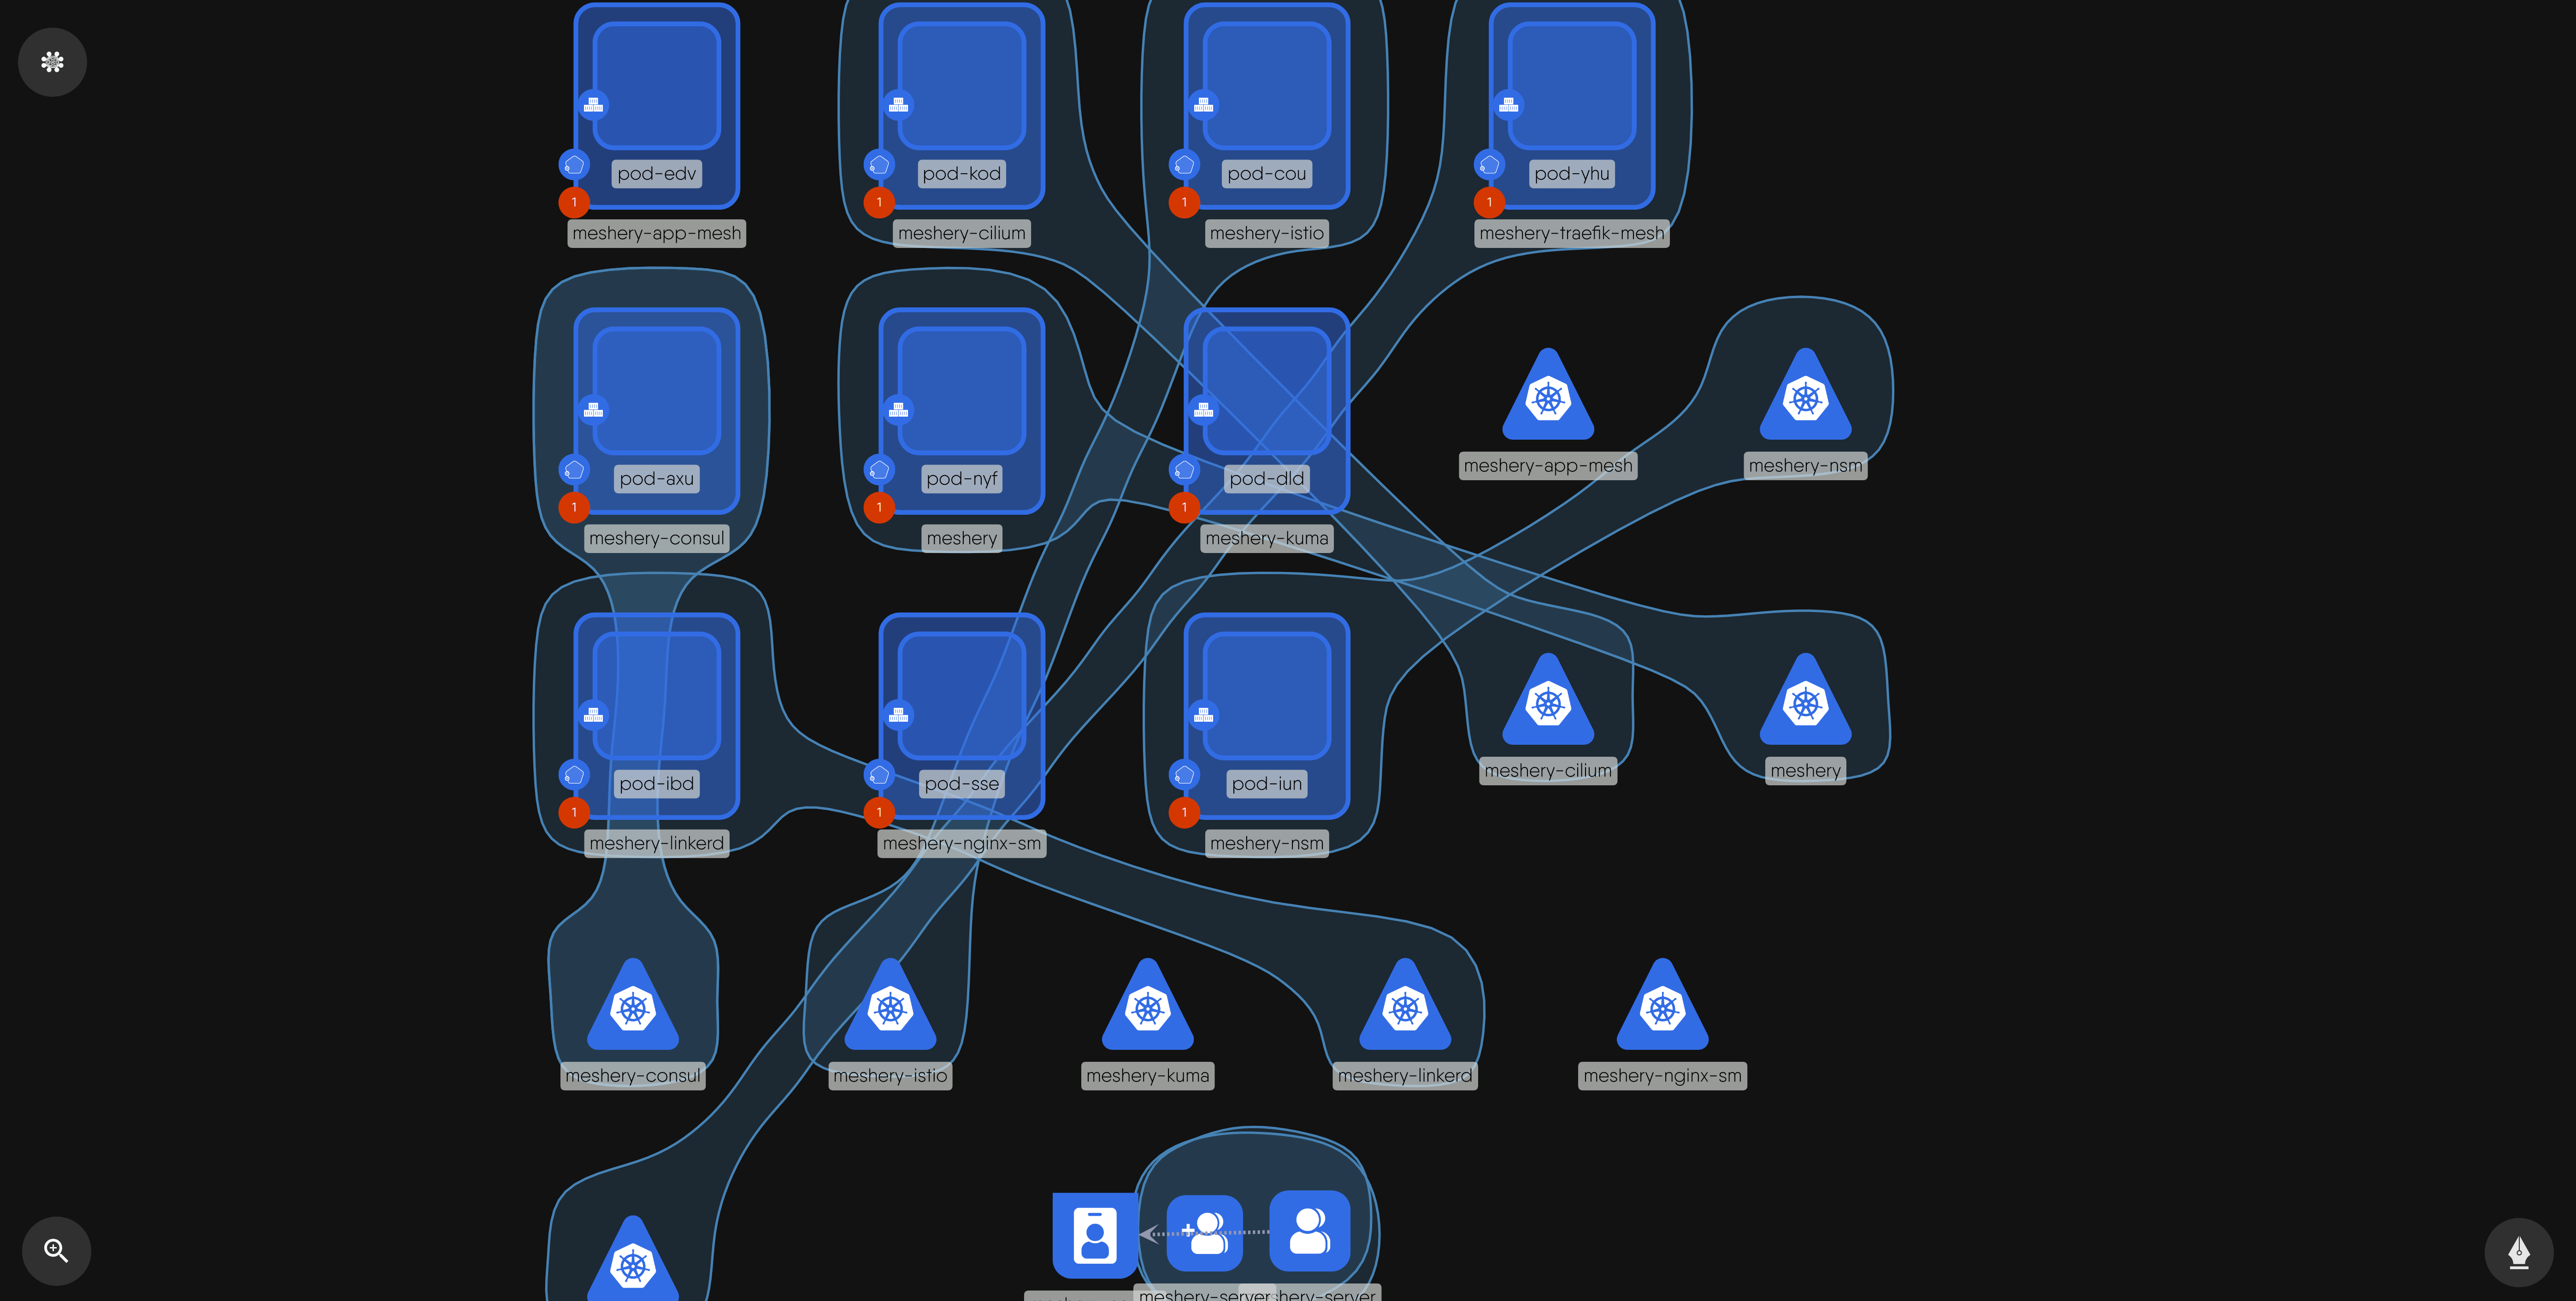 pod-edv
pod-kod
pod-cou
pod-yhu
1
1
1
1
meshery-app-mesh
meshery-cilium
meshery-istio
meshery-traefik-mesh
meshery-app-mesh
meshery-nsm
pod-axu
pod-nyf
pod-dld
1
1
1
meshery-consul
meshery
meshery-kuma
meshery-cilium
meshery
pod-ibd
pod-sse
pod-iun
1
1
1
meshery-linkerd
meshery-nginx-sm
meshery-nsm
meshery-consul
meshery-istio
meshery-kuma
meshery-linkerd
meshery-nginx-sm
meshery-server
hery-server